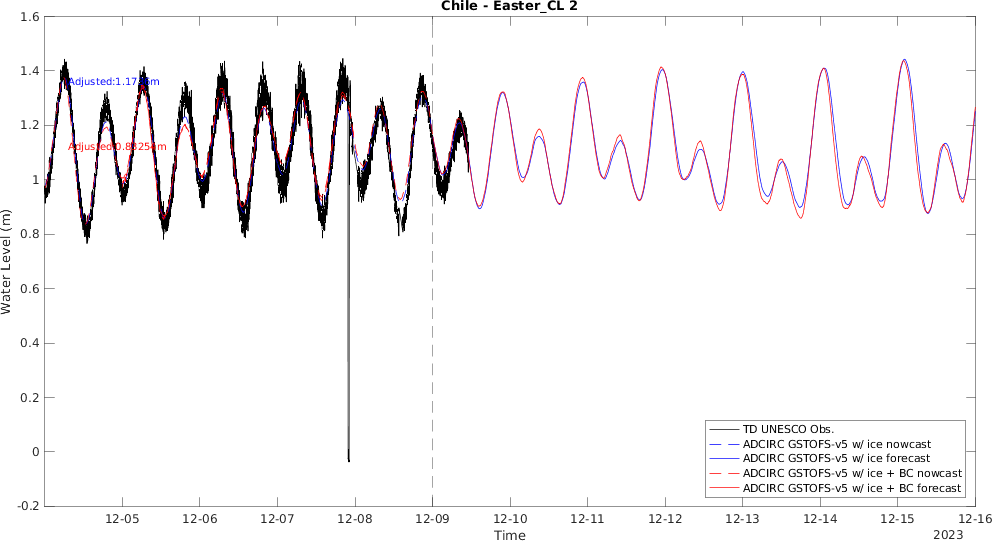 Chile - Easter_CL 2
1.6
1.4
1.2
1
0.8
0.6
0.4
0.2
0
-0.2
Water Level (m)
TD UNESCO Obs.
ADCIRC GSTOFS-v5 w/ ice nowcast
ADCIRC GSTOFS-v5 w/ ice forecast
ADCIRC GSTOFS-v5 w/ ice + BC nowcast
ADCIRC GSTOFS-v5 w/ ice + BC forecast
12-05 12-06 12-07 12-08 12-09 12-10 12-11 12-12 12-13 12-14 12-15 12-16
Time
2023